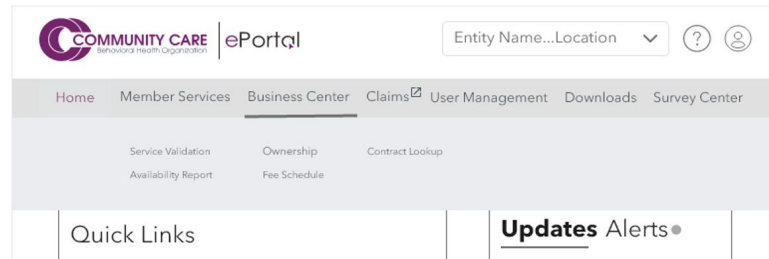 COMMUNITY CARE
Behavioral Health Organization
ePortal
Entity Name...Location
?
Home Member Services Business Center Claims User Management Downloads Survey Center
Service Validation Ownership Contract Lookup
Availability Report Fee Schedule
Quick Links
Updates Alerts